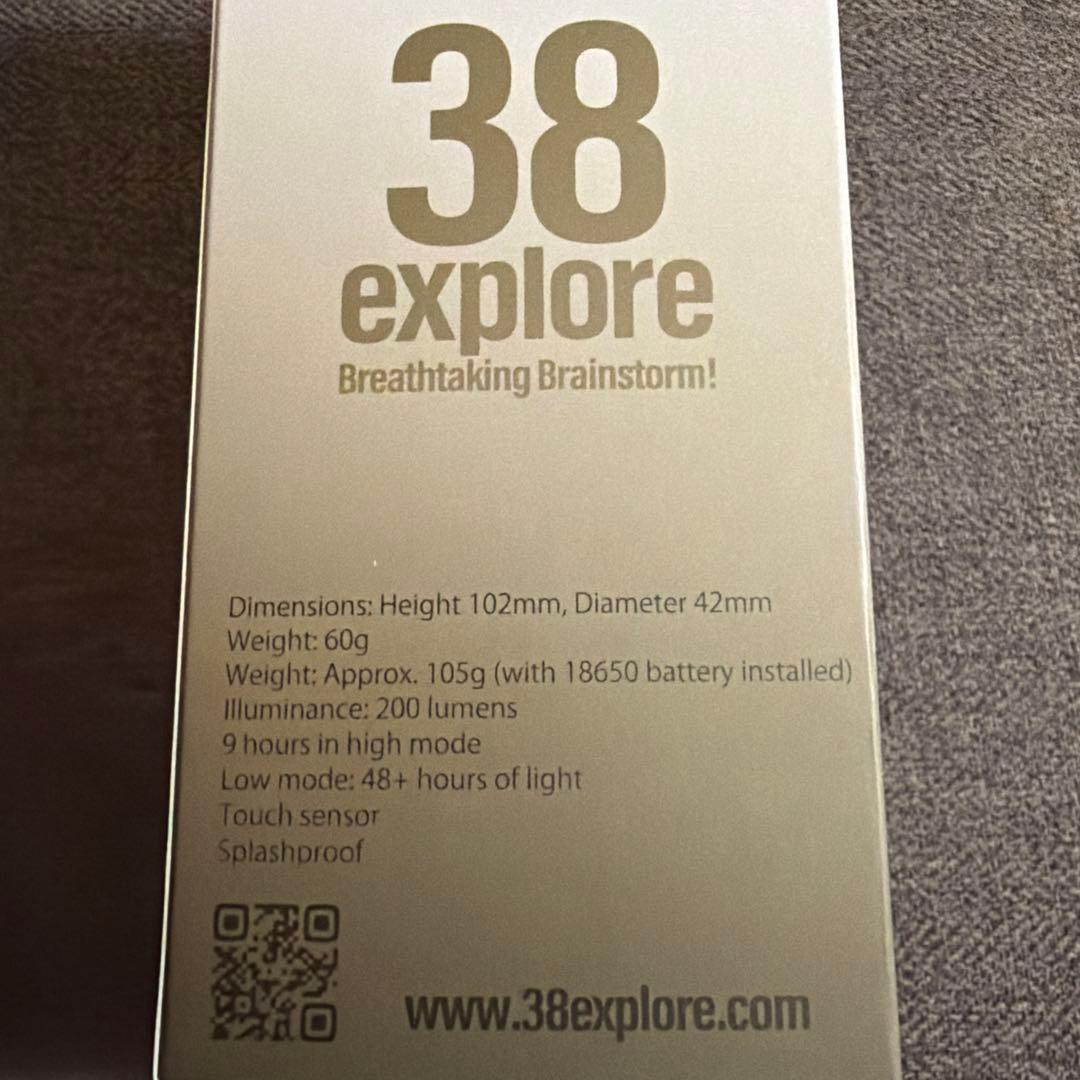 38
explore
Breathtaking Brainstorm!
Dimensions: Height 102mm, Diameter 42mm
Weight: 60g
Weight: Approx. 105g (with 18650 battery installed)
Illuminance: 200 lumens
9 hours in high mode
Low mode: 48+ hours of light
Touch sensor
Splashproof
www.38explore.com